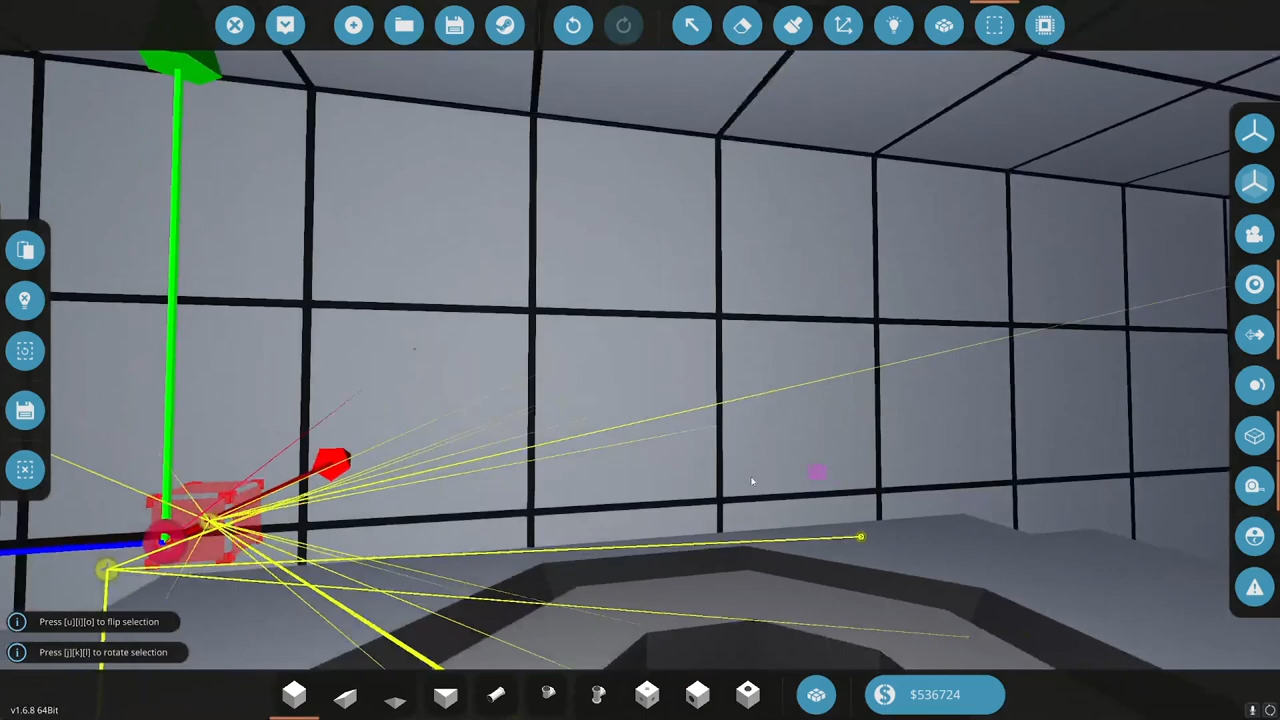 Press [u][i][o] to flip selection
Press [j][k][l] to rotate selection
$536724
v1.6.8 64Bit